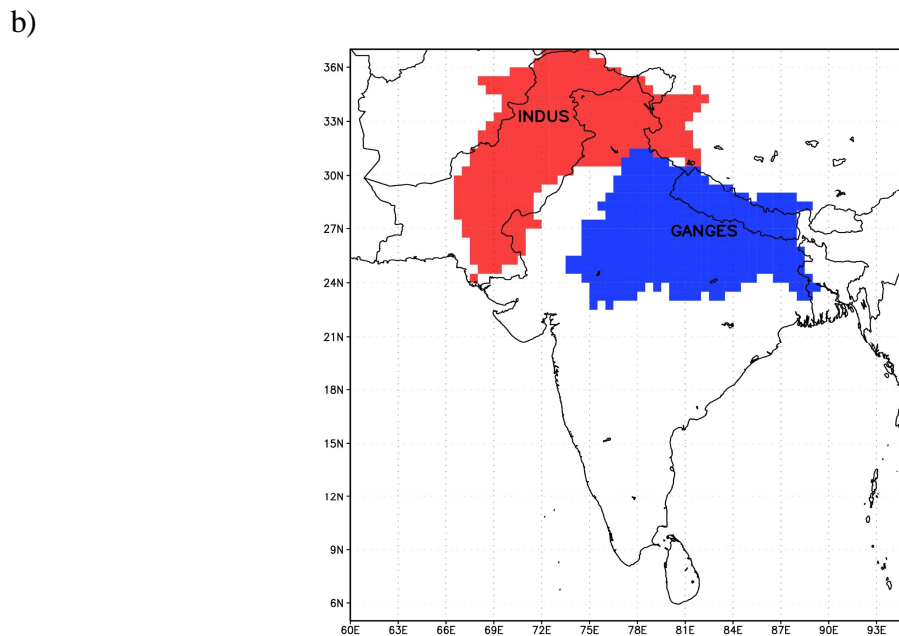 b)
36N
INDUS
33N
30N
27N
GANGES
24N
21N
18N
15N
12N
9N
6N
60E 63E 66E 69E 72E 75E 78E 81E 84E 87E 90E 93E